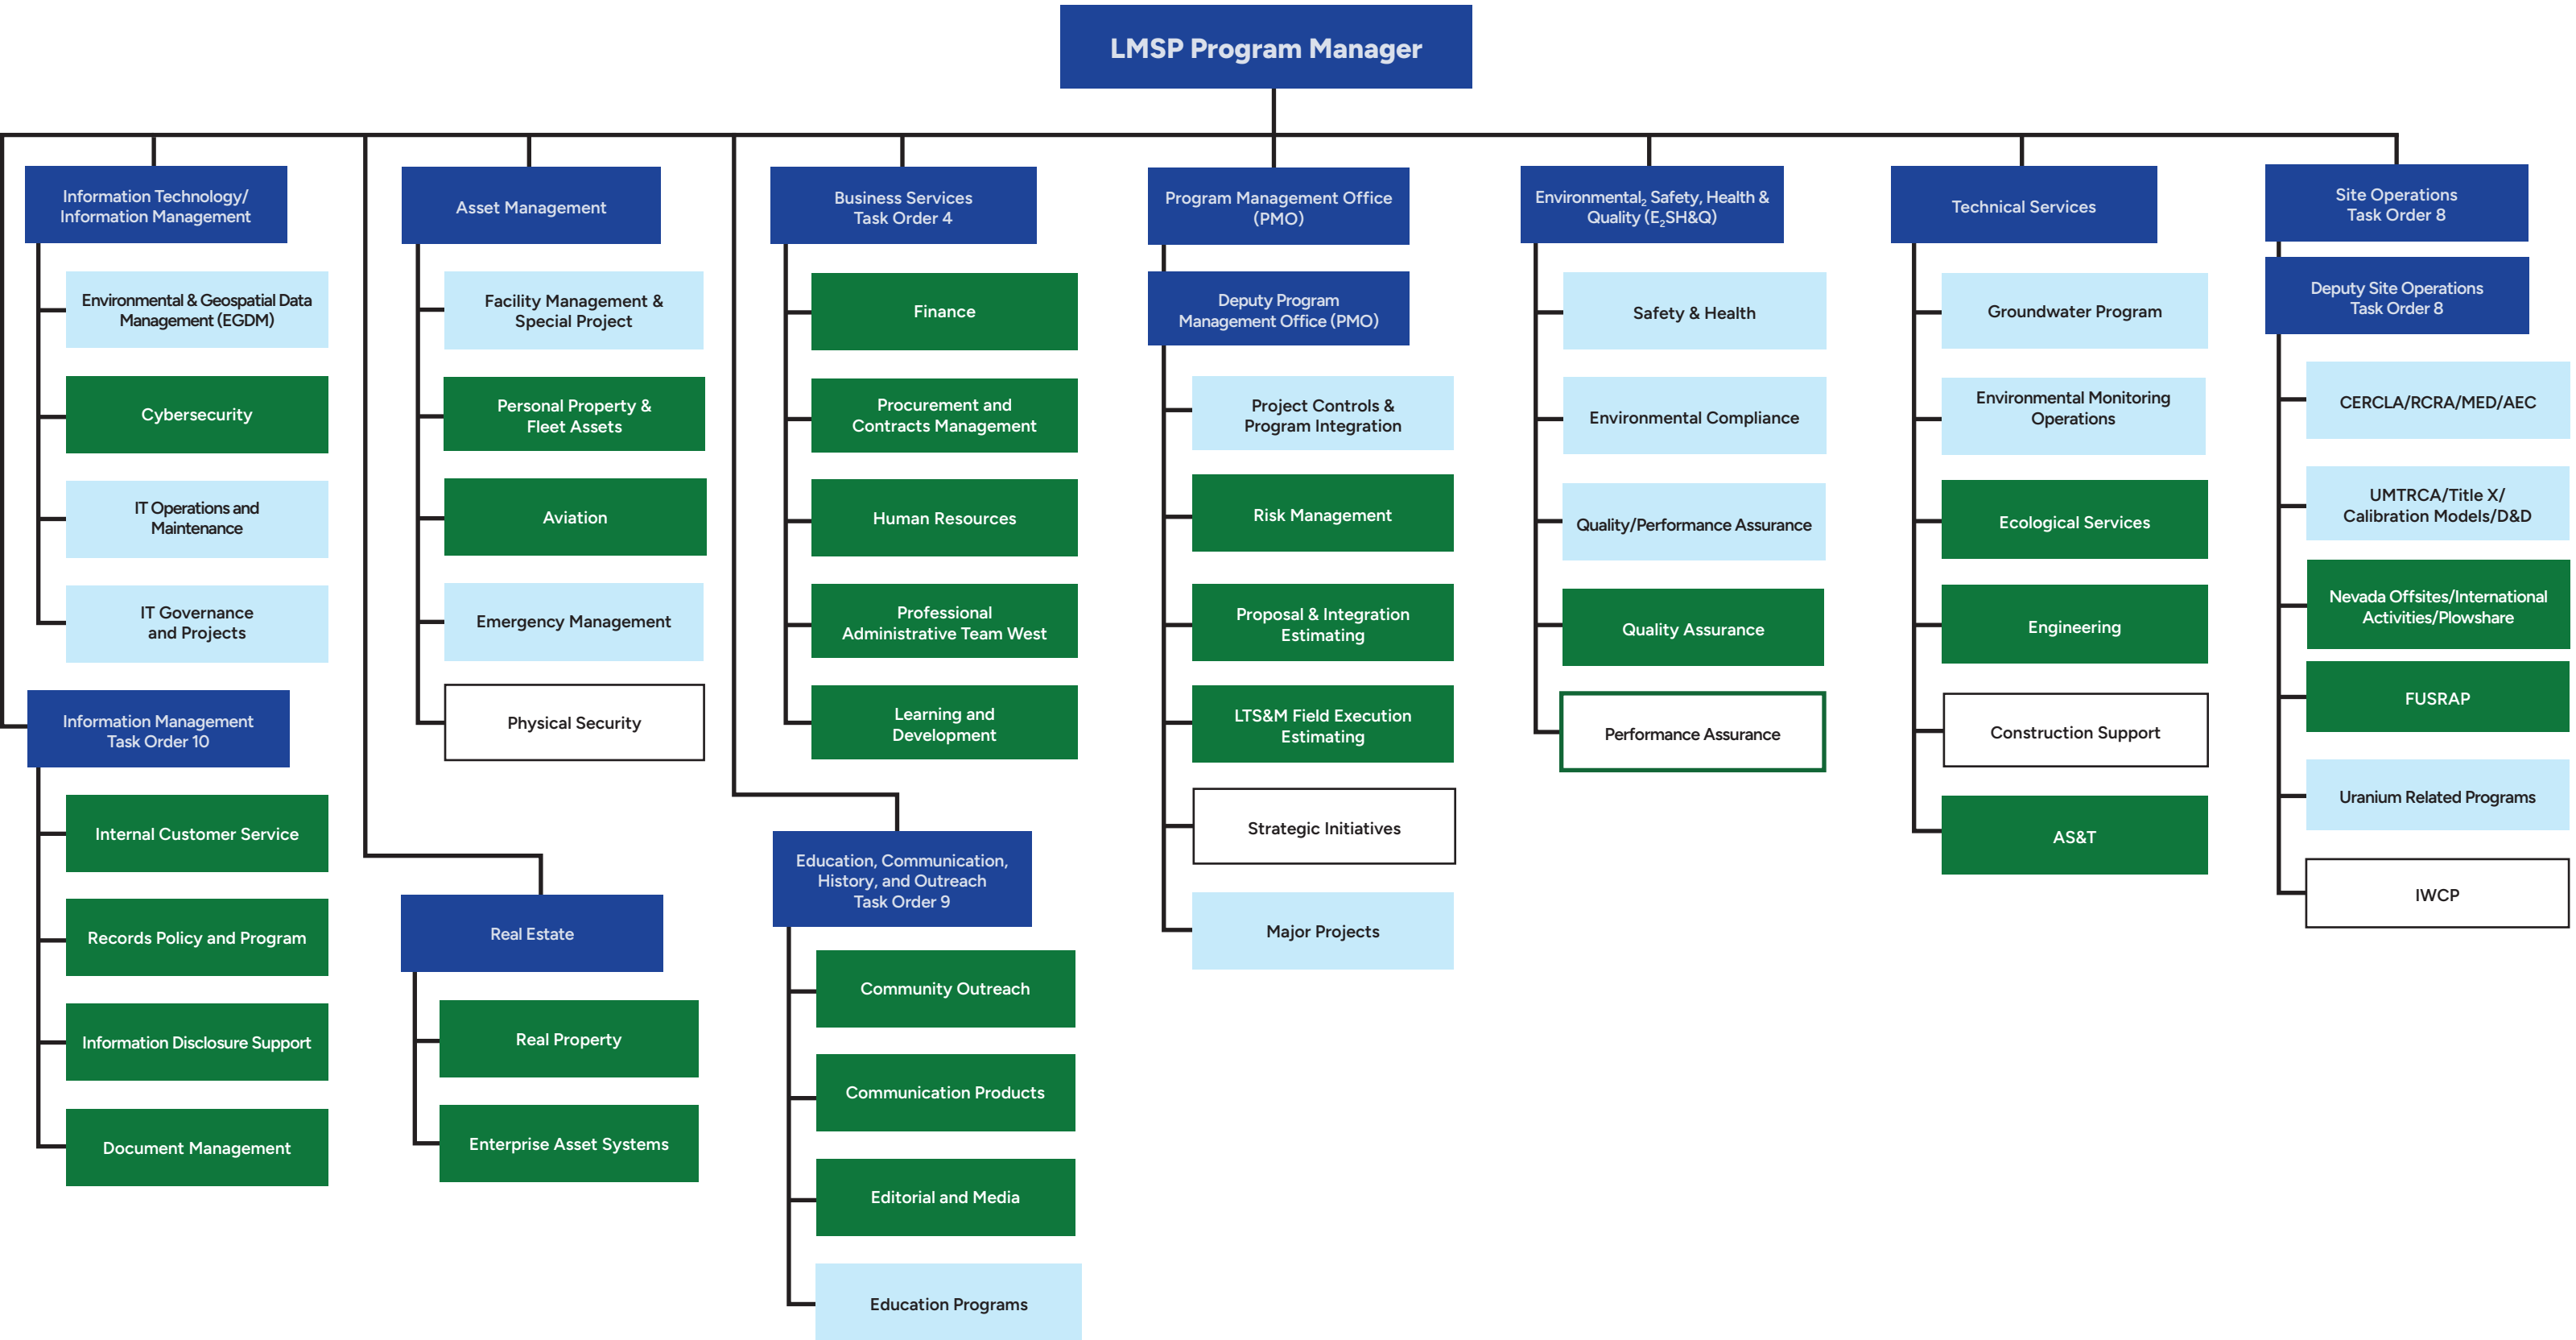 LMSP Program Manager
Information Technology/
Information Management
Environmental & Geospatial Data
Management (EGDM)
Cybersecurity
IT Operations and
Maintenance
IT Governance
and Projects
Information Management
Task Order 10
Internal Customer Service
Records Policy and Program
Information Disclosure Support
Document Management
Asset Management
Facility Management &
Special Project
Personal Property &
Fleet Assets
Aviation
Emergency Management
Physical Security
Real Estate
Real Property
Enterprise Asset Systems
Business Services
Task Order 4
Finance
Procurement and
Contracts Management
Human Resources
Professional
Administrative Team West
Learning and
Development
Education, Communication,
History, and Outreach
Task Order 9
Community Outreach
Communication Products
Editorial and Media
Education Programs
Program Management Office
(PMO)
Deputy Program
Management Office (PMO)
Project Controls &
Program Integration
Risk Management
Proposal & Integration
Estimating
LTS&M Field Execution
Estimating
Strategic Initiatives
Major Projects
Environmental₂ Safety, Health &
Quality (E₂SH&Q)
Safety & Health
Environmental Compliance
Quality/Performance Assurance
Quality Assurance
Performance Assurance
Technical Services
Groundwater Program
Environmental Monitoring
Operations
Ecological Services
Engineering
Construction Support
AS&T
Site Operations
Task Order 8
Deputy Site Operations
Task Order 8
CERCLA/RCRA/MED/AEC
UMTRCA/Title X/
Calibration Models/D&D
Nevada Offsites/International
Activities/Plowshare
FUSRAP
Uranium Related Programs
IWCP